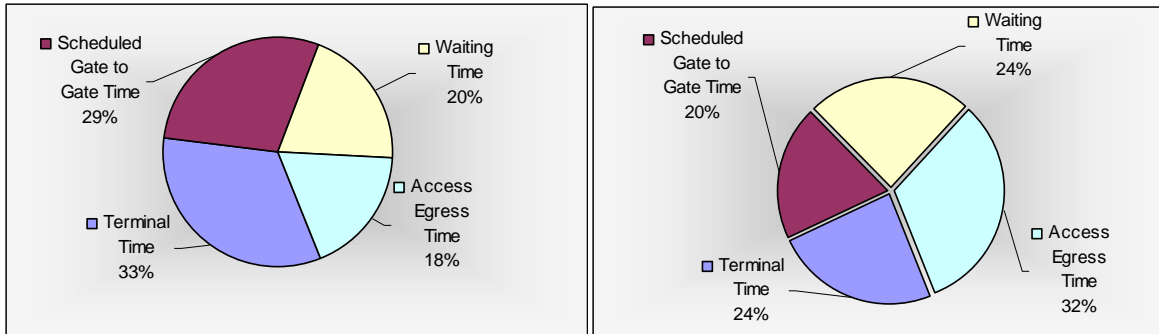 Scheduled
Gate to
Gate Time
29%
Waiting
Time
20%
Access
Egress
Time
18%
Terminal
Time
33%
Waiting
Time
24%
Scheduled
Gate to
Gate Time
20%
Access
Egress
Time
32%
Terminal
Time
24%